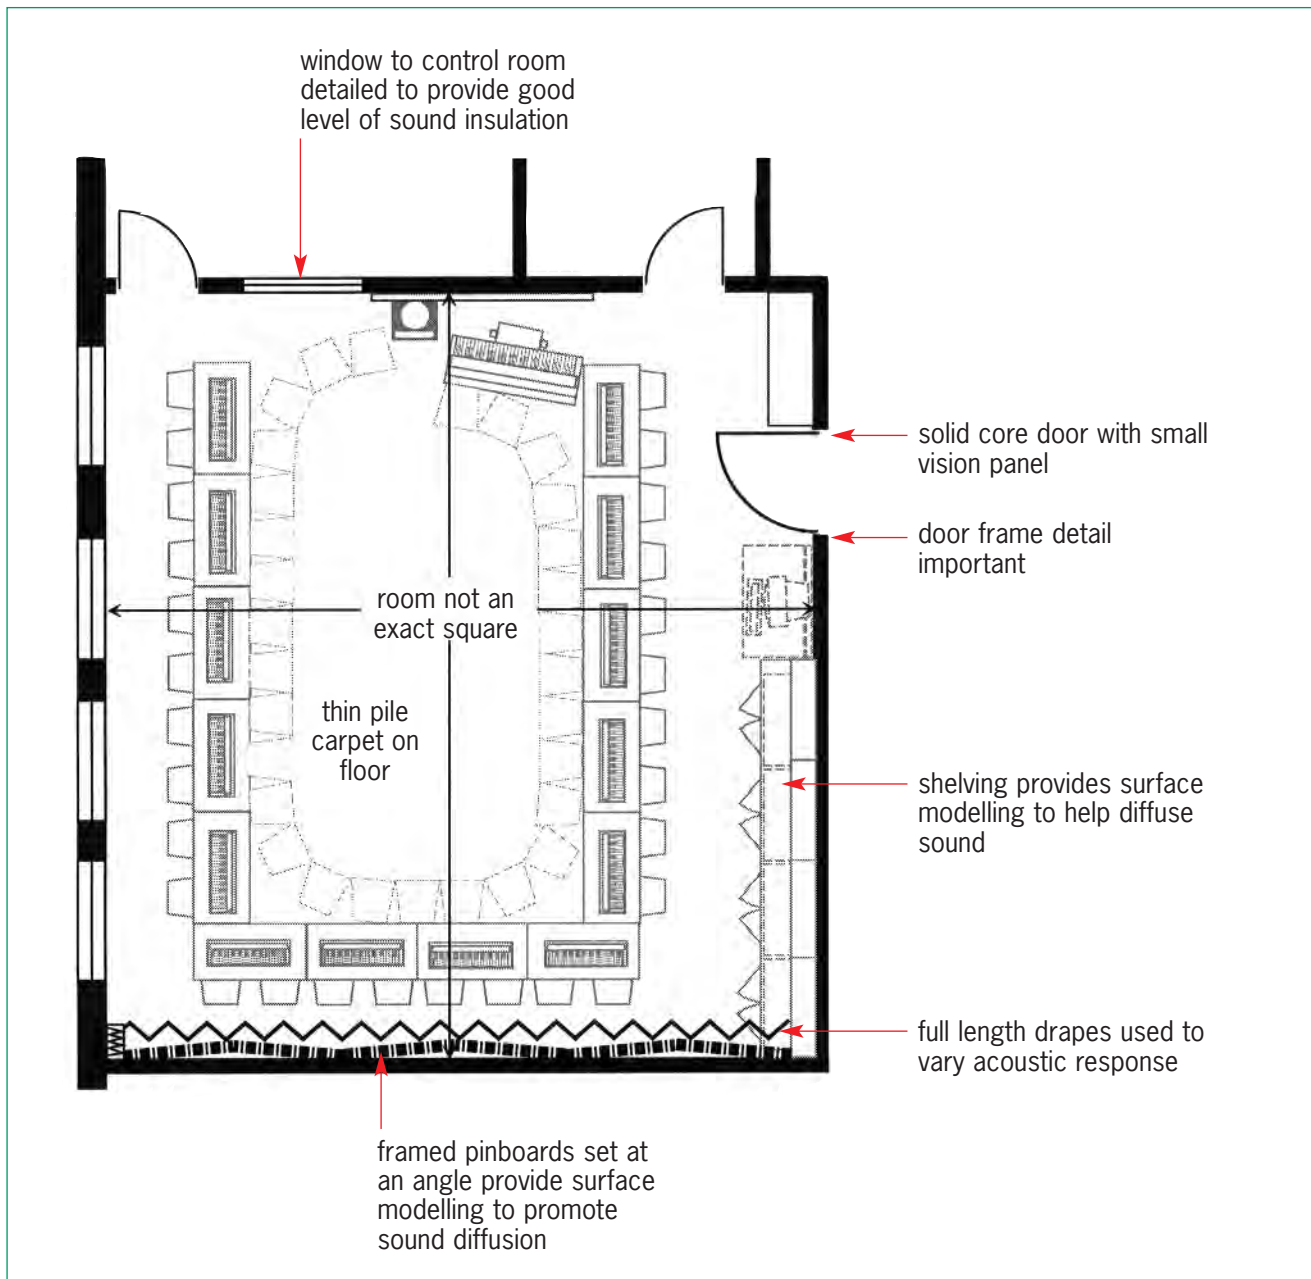 window to control room
detailed to provide good
level of sound insulation
solid core door with small
vision panel
door frame detail
important
room not an
exact square
thin pile
carpet on
floor
shelving provides surface
modelling to help diffuse
sound
full length drapes used to
vary acoustic response
framed pinboards set at
an angle provide surface
modelling to promote
sound diffusion